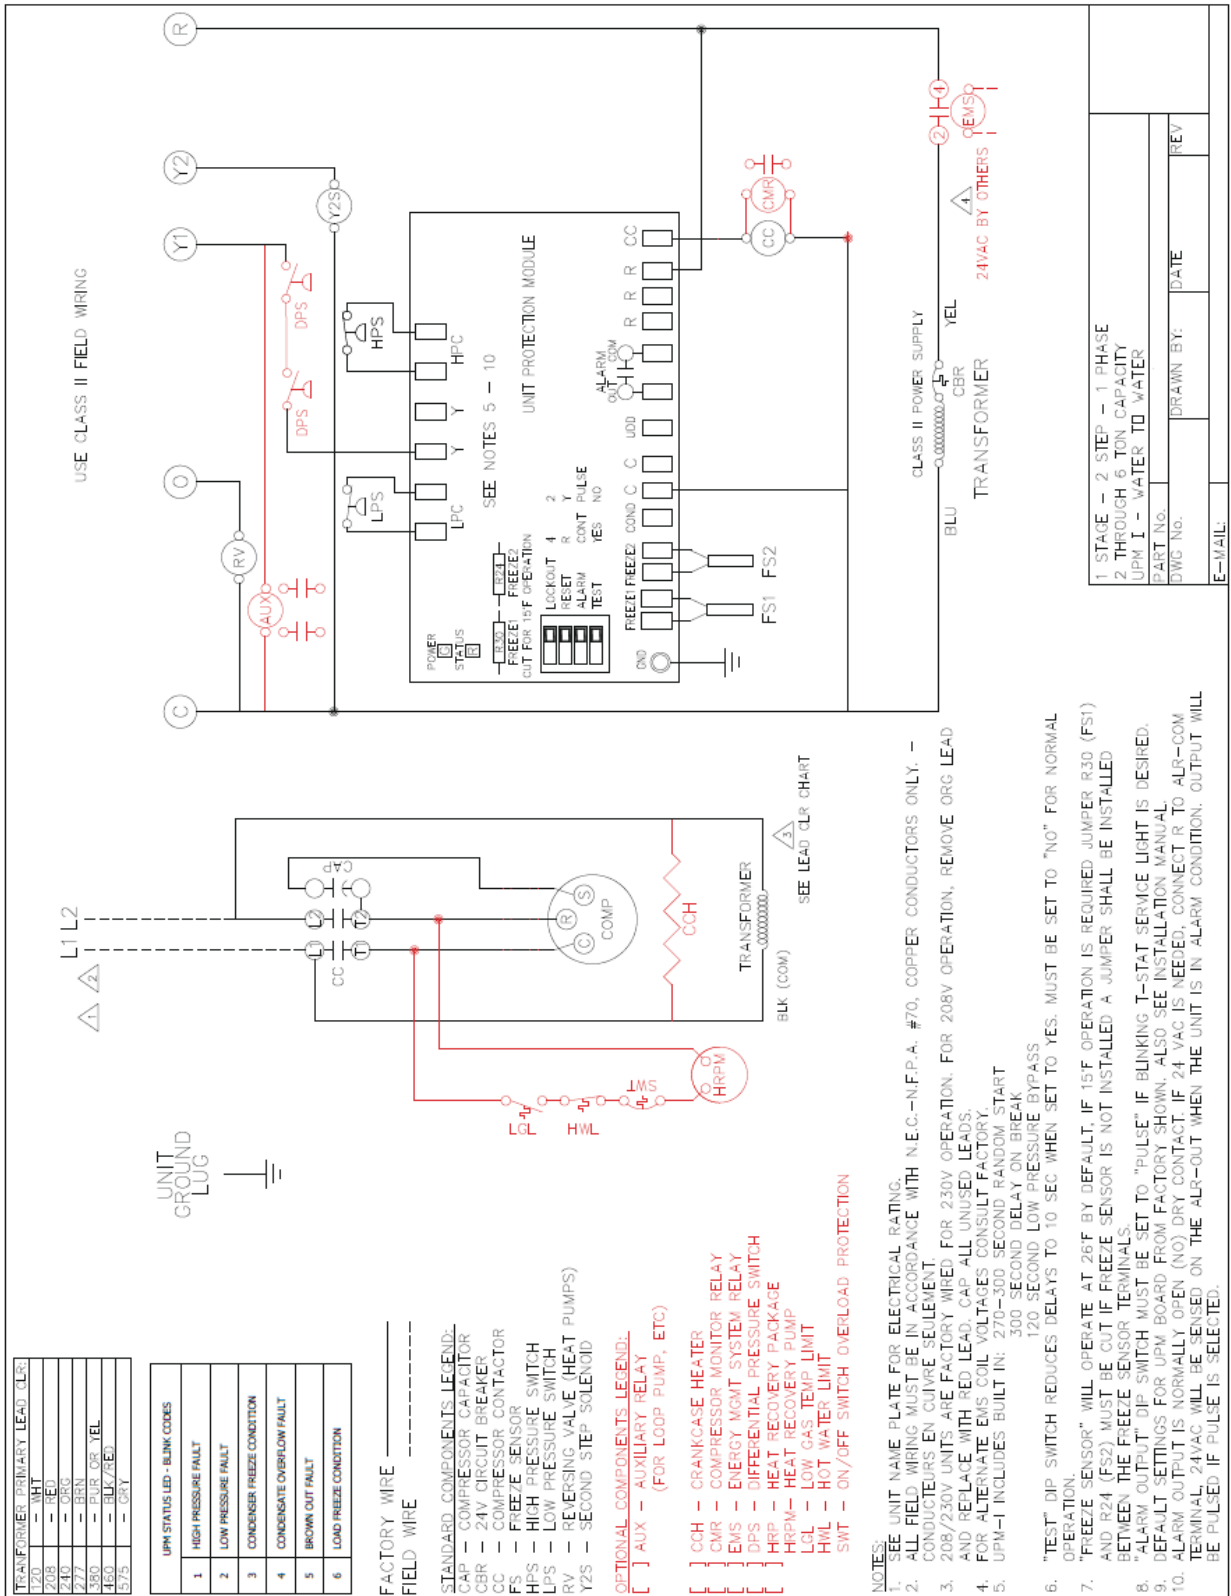 TRANFORMER PRIMARY LEAD CLR:
120 - WHT
208 - RED
240 - ORG
277 - BRN
380 - PUR OR YEL
460 - BLK/RED
575 - GRY
UPM STATUS LED - BLINK CODES
1 HIGH PRESSURE FAULT
2 LOW PRESSURE FAULT
3 CONDENSER FREEZE CONDITION
4 CONDENSATE OVERFLOW FAULT
5 BROWN OUT FAULT
6 LOAD FREEZE CONDITION
FACTORY WIRE
FIELD WIRE
STANDARD COMPONENTS LEGEND:
CAP - COMPRESSOR CAPACITOR
CBR - 24V CIRCUIT BREAKER
CC - COMPRESSOR CONTACTOR
FS - FREEZE SENSOR
HPS - HIGH PRESSURE SWITCH
LPS - LOW PRESSURE SWITCH
RV - REVERSING VALVE (HEAT PUMPS)
Y2S - SECOND STEP SOLENOID
OPTIONAL COMPONENTS LEGEND:
[ ] AUX - AUXILIARY RELAY
(FOR LOOP PUMP, ETC)
[ ] CCH - CRANKCASE HEATER
[ ] CMR - COMPRESSOR MONITOR RELAY
[ ] EMS - ENERGY MGMT SYSTEM RELAY
[ ] DPS - DIFFERENTIAL PRESSURE SWITCH
[ ] HRP - HEAT RECOVERY PACKAGE
HRPM- HEAT RECOVERY PUMP
LGL - LOW GAS TEMP LIMIT
HWL - HOT WATER LIMIT
SWT - ON/OFF SWITCH OVERLOAD PROTECTION
UNIT
GROUND
LUG
1 2
L1 L2
L1 L2
CC
T1 T2
CAP
C R S
COMP
CCH
TRANSFORMER
BLK (COM)
3
SEE LEAD CLR CHART
LGL
HWL
SWT
HRPM
USE CLASS II FIELD WIRING
C O Y1 Y2 R
RV
AUX
DPS
DPS
Y2S
LPS
HPS
LPC Y Y HPC
SEE NOTES 5 - 10
UNIT PROTECTION MODULE
POWER
G
STATUS
R
R30 R24
FREEZE1 FREEZE2
CUT FOR 15°F OPERATION
LOCKOUT 4 2
RESET R Y
ALARM CONT PULSE
TEST YES NO
ALARM
OUT COM
GND FREEZE1 FREEZE2 COND C C UDD R R R CC
FS1 FS2
CC
CMR
CLASS II POWER SUPPLY
BLU
CBR
YEL
TRANSFORMER
2 4
EMS
4
24VAC BY OTHERS
NOTES:
1. SEE UNIT NAME PLATE FOR ELECTRICAL RATING.
2. ALL FIELD WIRING MUST BE IN ACCORDANCE WITH N.E.C.-N.F.P.A. #70, COPPER CONDUCTORS ONLY. -
CONDUCTEURS EN CUIVRE SEULEMENT.
3. 208/230V UNITS ARE FACTORY WIRED FOR 230V OPERATION. FOR 208V OPERATION, REMOVE ORG LEAD
AND REPLACE WITH RED LEAD. CAP ALL UNUSED LEADS.
4. FOR ALTERNATE EMS COIL VOLTAGES CONSULT FACTORY.
5. UPM-I INCLUDES BUILT IN: 270-300 SECOND RANDOM START
300 SECOND DELAY ON BREAK
120 SECOND LOW PRESSURE BYPASS
6. "TEST" DIP SWITCH REDUCES DELAYS TO 10 SEC WHEN SET TO YES. MUST BE SET TO "NO" FOR NORMAL
OPERATION.
7. "FREEZE SENSOR" WILL OPERATE AT 26°F BY DEFAULT, IF 15°F OPERATION IS REQUIRED JUMPER R30 (FS1)
AND R24 (FS2) MUST BE CUT IF FREEZE SENSOR IS NOT INSTALLED A JUMPER SHALL BE INSTALLED
BETWEEN THE FREEZE SENSOR TERMINALS.
8. "ALARM OUTPUT" DIP SWITCH MUST BE SET TO "PULSE" IF BLINKING T-STAT SERVICE LIGHT IS DESIRED.
9. DEFAULT SETTINGS FOR UPM BOARD FROM FACTORY SHOWN. ALSO SEE INSTALLATION MANUAL.
10. ALARM OUTPUT IS NORMALLY OPEN (NO) DRY CONTACT. IF 24 VAC IS NEEDED, CONNECT R TO ALR-COM
TERMINAL, 24VAC WILL BE SENSED ON THE ALR-OUT WHEN THE UNIT IS IN ALARM CONDITION. OUTPUT WILL
BE PULSED IF PULSE IS SELECTED.
1 STAGE - 2 STEP - 1 PHASE
2 THROUGH 6 TON CAPACITY
UPM I - WATER TO WATER
PART No.
DWG No. DRAWN BY: DATE REV
E-MAIL: